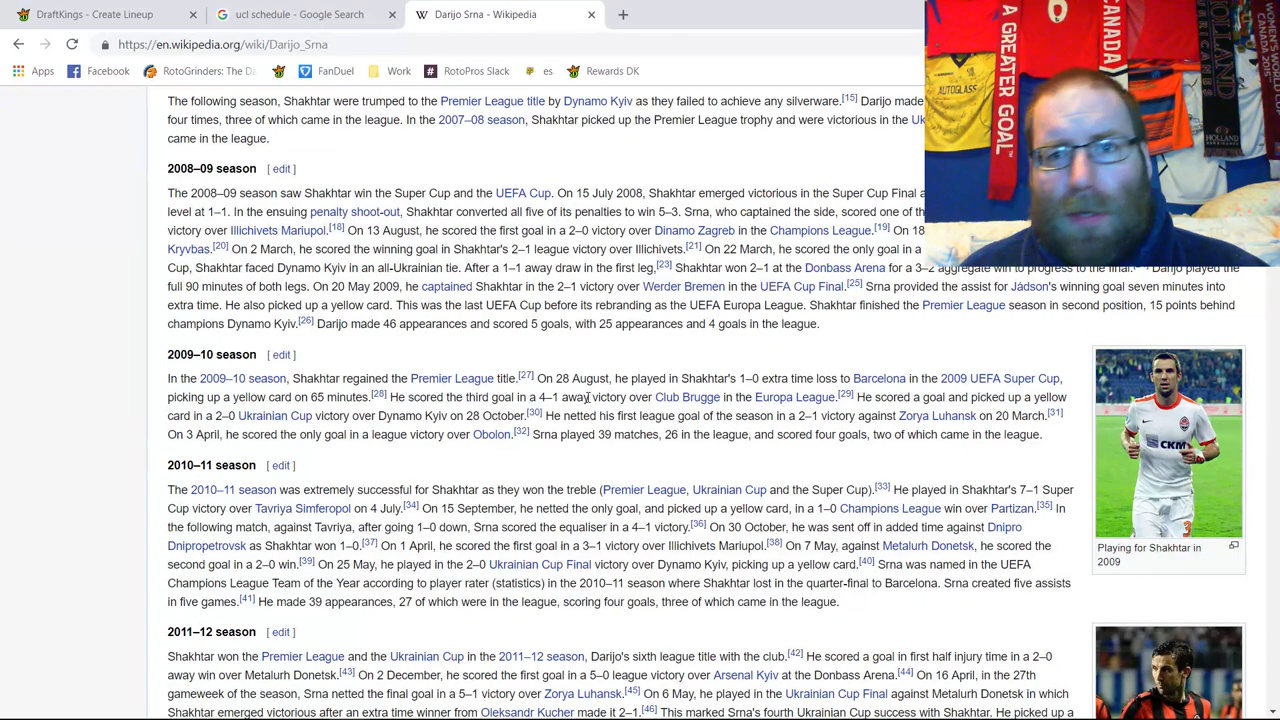 DraftKings - Create Lineup
ucl schedule - Google Search
Darijo Srna - Wikipedia
https://en.wikipedia.org/wiki/Darijo_Srna
Apps Facebook RotoGrinders: The Da FanDuel Work RotoPros Slack es Rewards DK
The following season, Shakhtar were trumped to the Premier League title by Dynamo Kyiv as they failed to achieve any silverware.[15] Darijo made
four times, three of which came in the league. In the 2007–08 season, Shakhtar picked up the Premier League trophy and were victorious in the
came in the league.
2008–09 season [ edit ]
The 2008–09 season saw Shakhtar win the Super Cup and the UEFA Cup. On 15 July 2008, Shakhtar emerged victorious in the Super Cup Final
level at 1–1. In the ensuing penalty shoot-out, Shakhtar converted all five of its penalties to win 5–3. Srna, who captained the side, scored one of
victory over Illichivets Mariupol.[18] On 13 August, he scored the first goal in a 2–0 victory over Dinamo Zagreb in the Champions League.[19] On 18
Kryvbas.[20] On 2 March, he scored the winning goal in Shakhtar's 2–1 league victory over Illichivets.[21] On 22 March, he scored the only goal in a
Cup, Shakhtar faced Dynamo Kyiv in an all-Ukrainian tie. After a 1–1 away draw in the first leg,[23] Shakhtar won 2–1 at the Donbass Arena for a 3–2 aggregate win to progress to the final. Darijo played the
full 90 minutes of both legs. On 20 May 2009, he captained Shakhtar in the 2–1 victory over Werder Bremen in the UEFA Cup Final.[25] Srna provided the assist for Jádson's winning goal seven minutes into
extra time. He also picked up a yellow card. This was the last UEFA Cup before its rebranding as the UEFA Europa League. Shakhtar finished the Premier League season in second position, 15 points behind
champions Dynamo Kyiv.[26] Darijo made 46 appearances and scored 5 goals, with 25 appearances and 4 goals in the league.
2009–10 season [ edit ]
In the 2009–10 season, Shakhtar regained the Premier League title.[27] On 28 August, he played in Shakhtar's 1–0 extra time loss to Barcelona in the 2009 UEFA Super Cup,
picking up a yellow card on 65 minutes.[28] He scored the third goal in a 4–1 away victory over Club Brugge in the Europa League.[29] He scored a goal and picked up a yellow
card in a 2–0 Ukrainian Cup victory over Dynamo Kyiv on 28 October.[30] He netted his first league goal of the season in a 2–1 victory against Zorya Luhansk on 20 March.[31]
On 3 April, he scored the only goal in a league victory over Obolon.[32] Srna played 39 matches, 26 in the league, and scored four goals, two of which came in the league.
2010–11 season [ edit ]
The 2010–11 season was extremely successful for Shakhtar as they won the treble (Premier League, Ukrainian Cup and the Super Cup).[33] He played in Shakhtar's 7–1 Super
Cup victory over Tavriya Simferopol on 4 July.[34] On 15 September, he netted the only goal, and picked up a yellow card, in a 1–0 Champions League win over Partizan.[35] In
the following match, against Tavriya, after going 1–0 down, Srna scored the equaliser in a 4–1 victory.[36] On 30 October, he was sent off in added time against Dnipro
Dnipropetrovsk as Shakhtar won 1–0.[37] On 1 April, he scored the first goal in a 3–1 victory over Illichivets Mariupol.[38] On 7 May, against Metalurh Donetsk, he scored the
second goal in a 2–0 win.[39] On 25 May, he played in the 2–0 Ukrainian Cup Final victory over Dynamo Kyiv, picking up a yellow card.[40] Srna was named in the UEFA
Champions League Team of the Year according to player rater (statistics) in the 2010–11 season where Shakhtar lost in the quarter-final to Barcelona. Srna created five assists
in five games.[41] He made 39 appearances, 27 of which were in the league, scoring four goals, three of which came in the league.
2011–12 season [ edit ]
Shakhtar won the Premier League and the Ukrainian Cup in the 2011–12 season, Darijo's sixth league title with the club.[42] He scored a goal in first half injury time in a 2–0
away win over Metalurh Donetsk.[43] On 2 December, he scored the first goal in a 5–0 league victory over Arsenal Kyiv at the Donbass Arena.[44] On 16 April, in the 27th
gameweek of the season, Srna netted the final goal in a 5–1 victory over Zorya Luhansk.[45] On 6 May, he played in the Ukrainian Cup Final against Metalurh Donetsk in which
Shakhtar emerged victorious after an extra time winner from Oleksandr Kucher made it 2–1.[46] This marked Srna's fourth Ukrainian Cup success with Shakhtar. He picked up a
Playing for Shakhtar in
2009
CKM
3
A GREATER GOAL™
CANADA
AUTOGLASS
HOLLAND
HOLLAND
WOMEN'S WORLD
CANADA 2015™